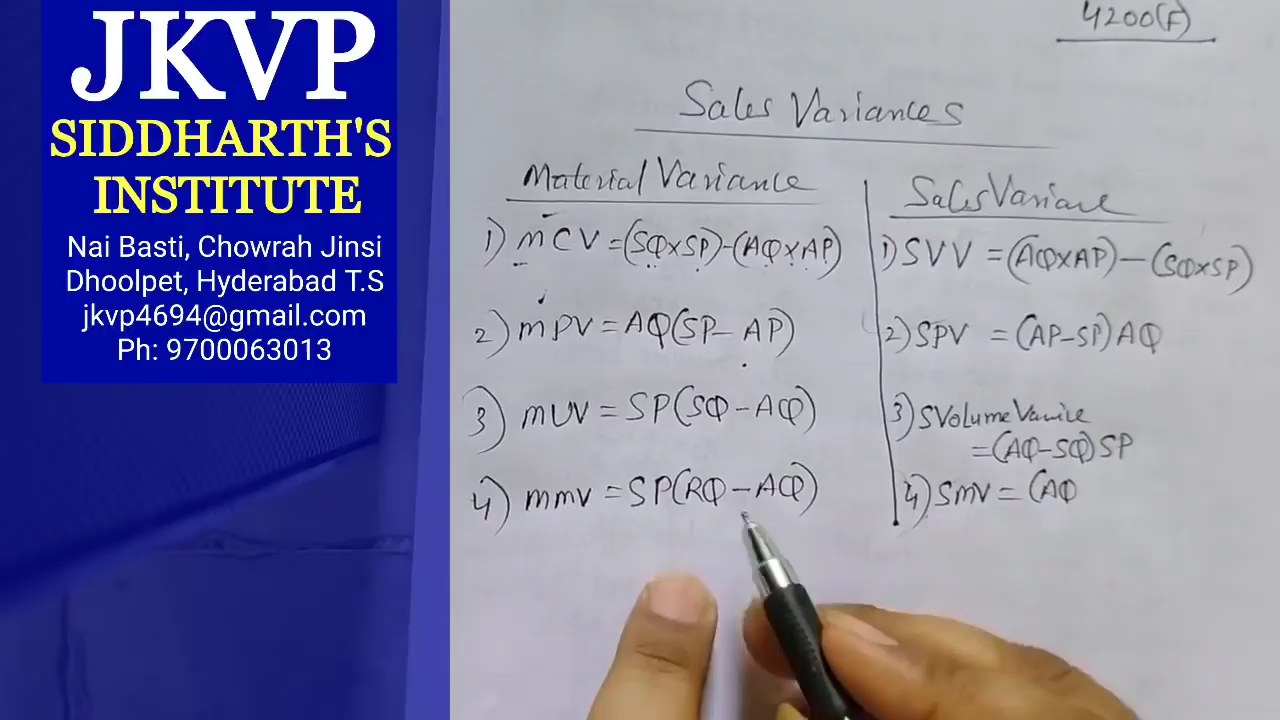 JKVP
SIDDHARTH'S
INSTITUTE
Nai Basti, Chowrah Jinsi
Dhoolpet, Hyderabad T.S
jkvp4694@gmail.com
Ph: 9700063013
4200(F)
Sales Variances
Material Variance
1) MCV = (SQ×SP)-(AQ×AP)
2) MPV = AQ(SP-AP)
3) MUV = SP(SQ-AQ)
4) MMV = SP(RQ-AQ)
Sales Variance
1) SVV = (AQ×AP)-(SQ×SP)
2) SPV = (AP-SP)AQ
3) SVolume Varince
= (AQ-SQ)SP
4) SMV = (AQ